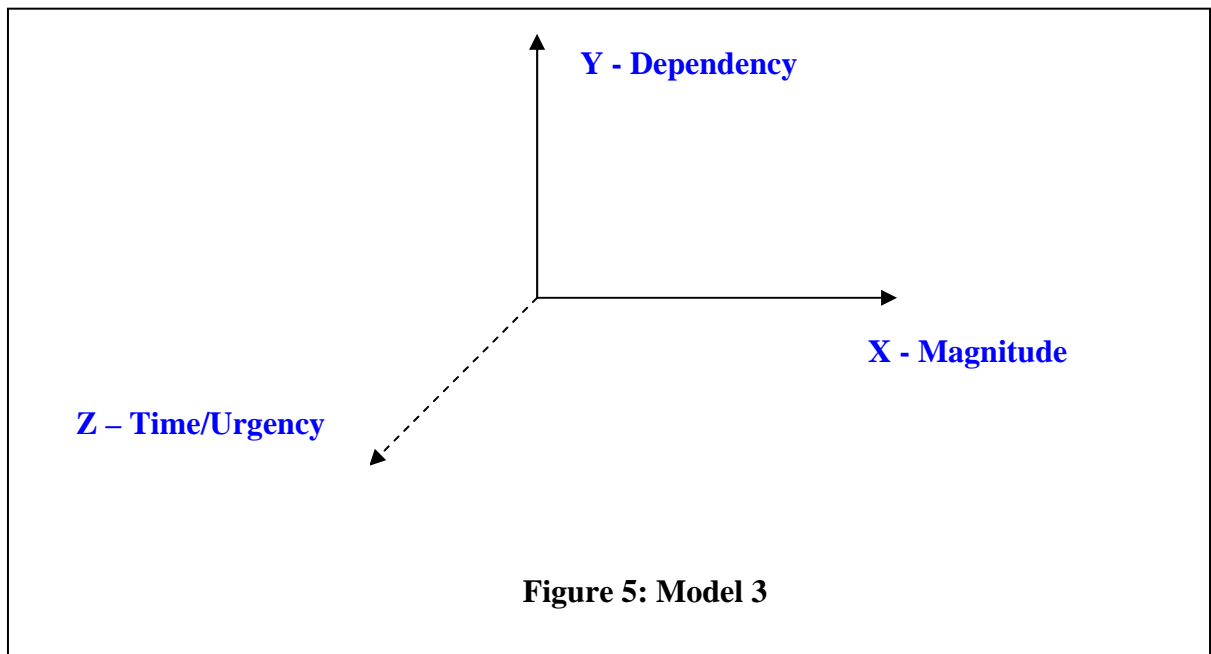 Y - Dependency
X - Magnitude
Z – Time/Urgency
Figure 5: Model 3